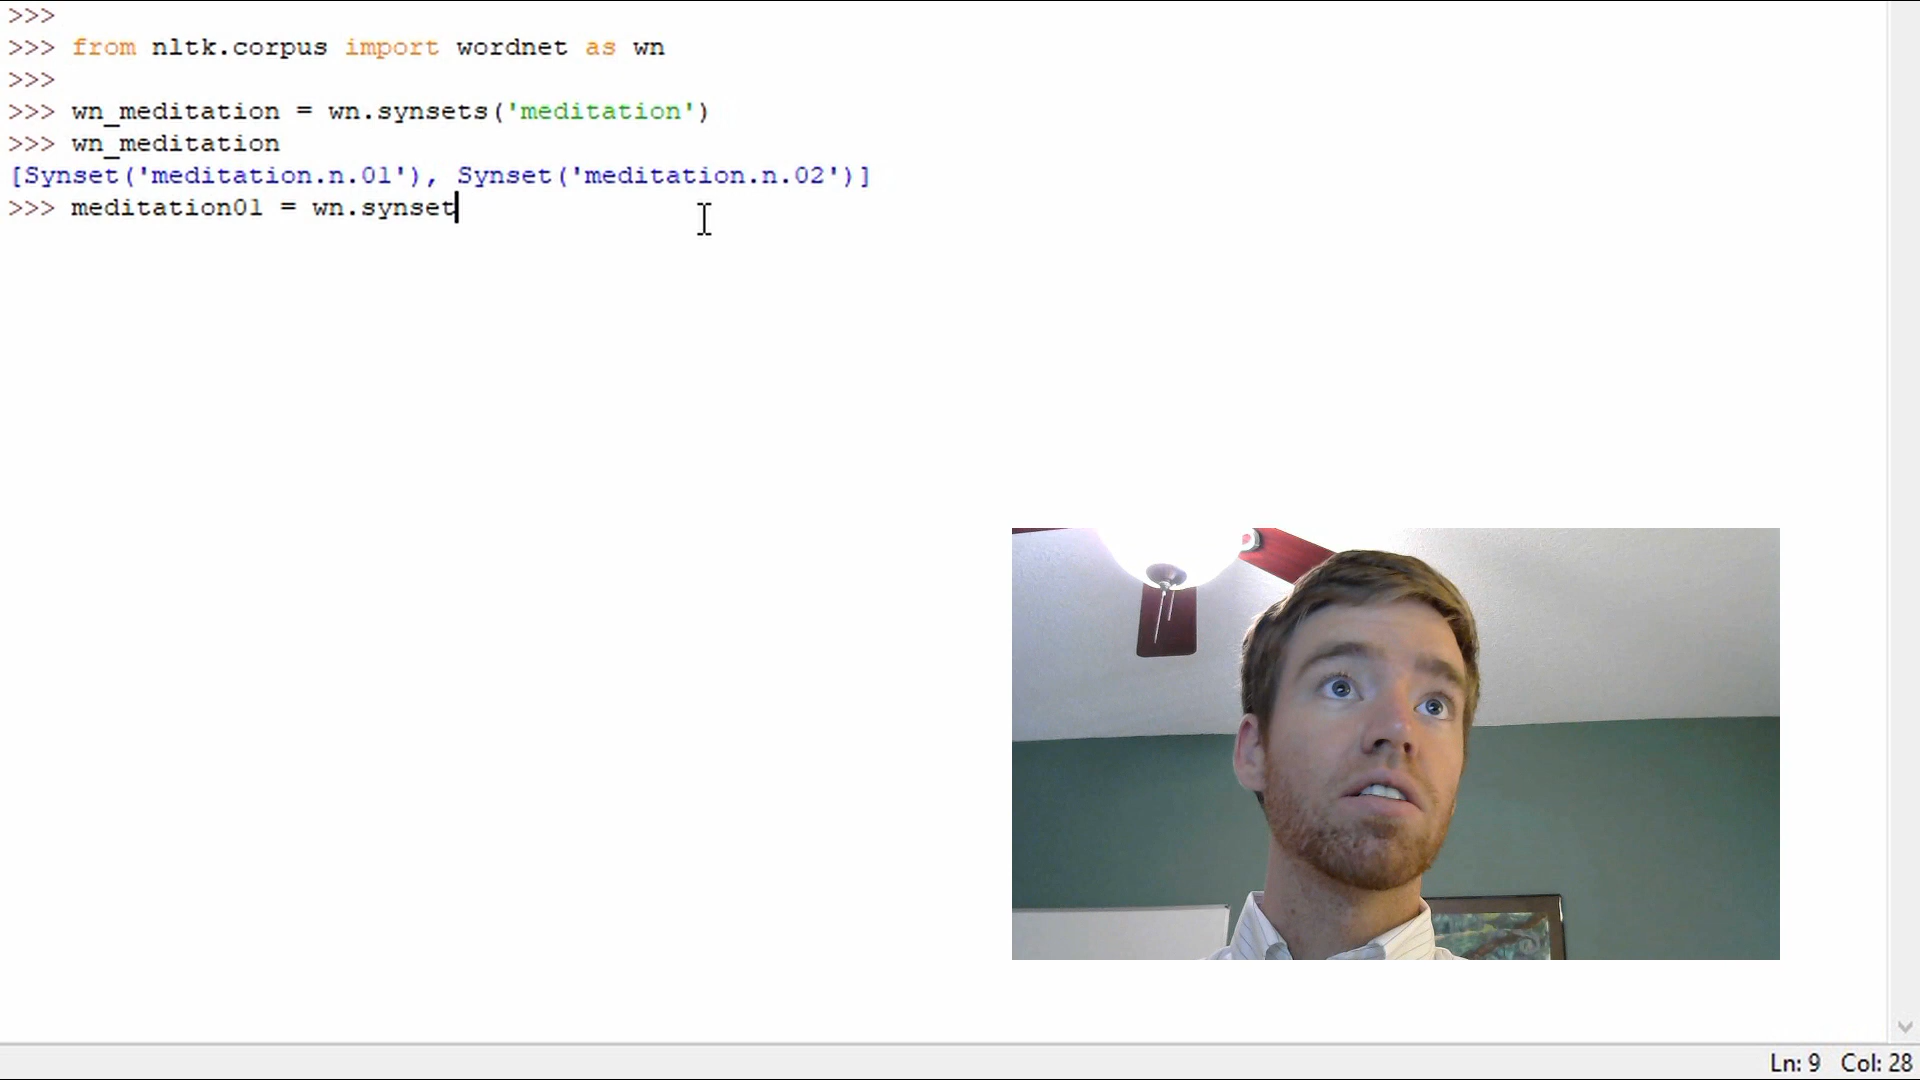 >>>
>>> from nltk.corpus import wordnet as wn
>>>
>>> wn_meditation = wn.synsets('meditation')
>>> wn_meditation
[Synset('meditation.n.01'), Synset('meditation.n.02')]
>>> meditation01 = wn.synset
Ln: 9 Col: 28